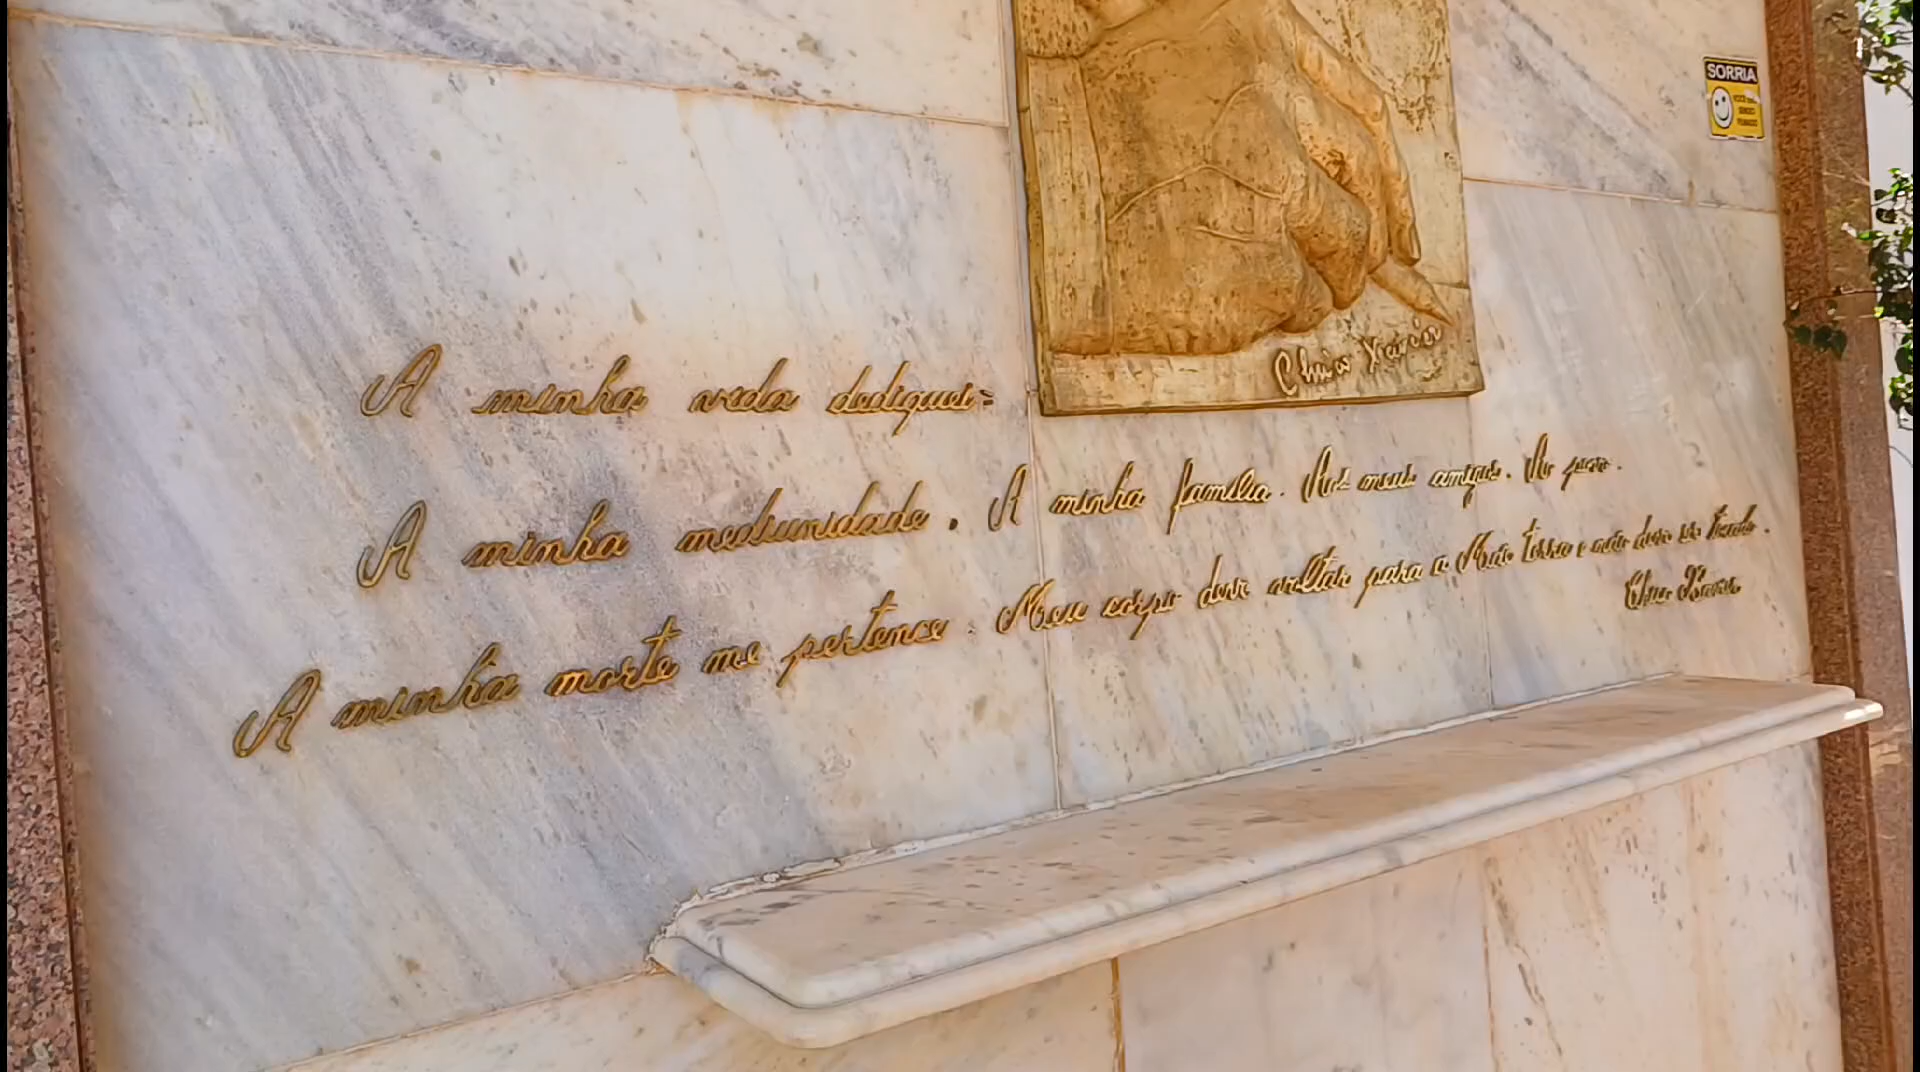 SORRIA
Chico Xavier
A minha vida dediquei:
A minha mediunidade. A minha família. Aos meus amigos. Ao povo.
A minha morte me pertence. Meu corpo deve voltar para a Mãe terra e não deve ser tocado.
Chico Xavier